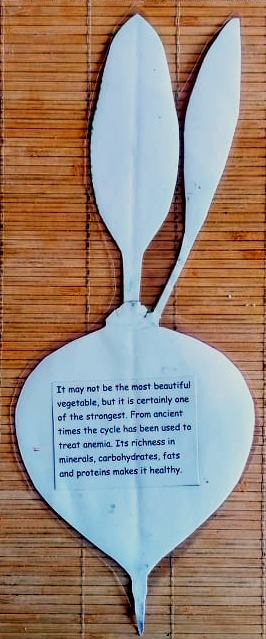 It may not be the most beautiful
vegetable, but it is certainly one
of the strongest. From ancient
times the cycle has been used to
treat anemia. Its richness in
minerals, carbohydrates, fats
and proteins makes it healthy.